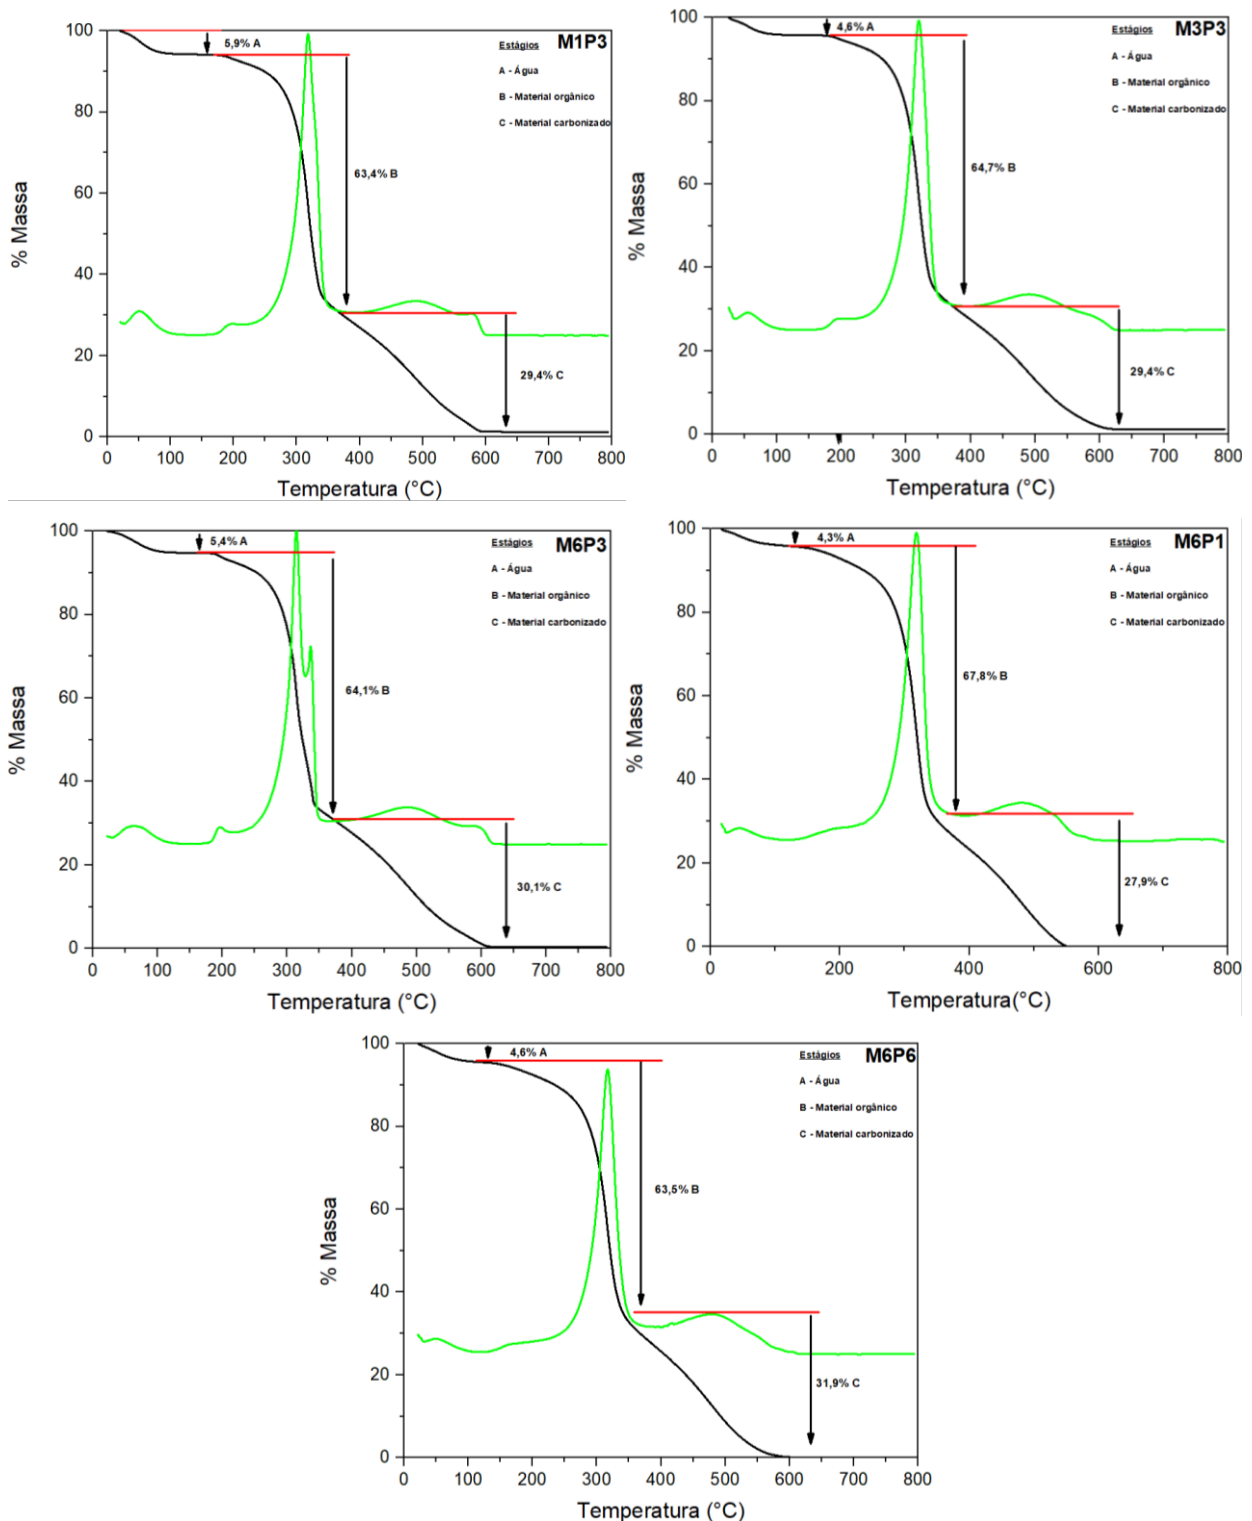 M1P3
Estágios
A - Água
B - Material orgânico
C - Material carbonizado
5,9% A
63,4% B
29,4% C
% Massa
100
80
60
40
20
0
0 100 200 300 400 500 600 700 800
Temperatura (°C)
M3P3
Estágios
A - Água
B - Material orgânico
C - Material carbonizado
4,6% A
64,7% B
29,4% C
% Massa
100
80
60
40
20
0
0 100 200 300 400 500 600 700 800
Temperatura (°C)
M6P3
Estágios
A - Água
B - Material orgânico
C - Material carbonizado
5,4% A
64,1% B
30,1% C
% Massa
100
80
60
40
20
0
0 100 200 300 400 500 600 700 800
Temperatura (°C)
M6P1
Estágios
A - Água
B - Material orgânico
C - Material carbonizado
4,3% A
67,8% B
27,9% C
% Massa
100
80
60
40
20
0
0 200 400 600 800
Temperatura(°C)
M6P6
Estágios
A - Água
B - Material orgânico
C - Material carbonizado
4,6% A
63,5% B
31,9% C
% Massa
100
80
60
40
20
0
0 100 200 300 400 500 600 700 800
Temperatura (°C)